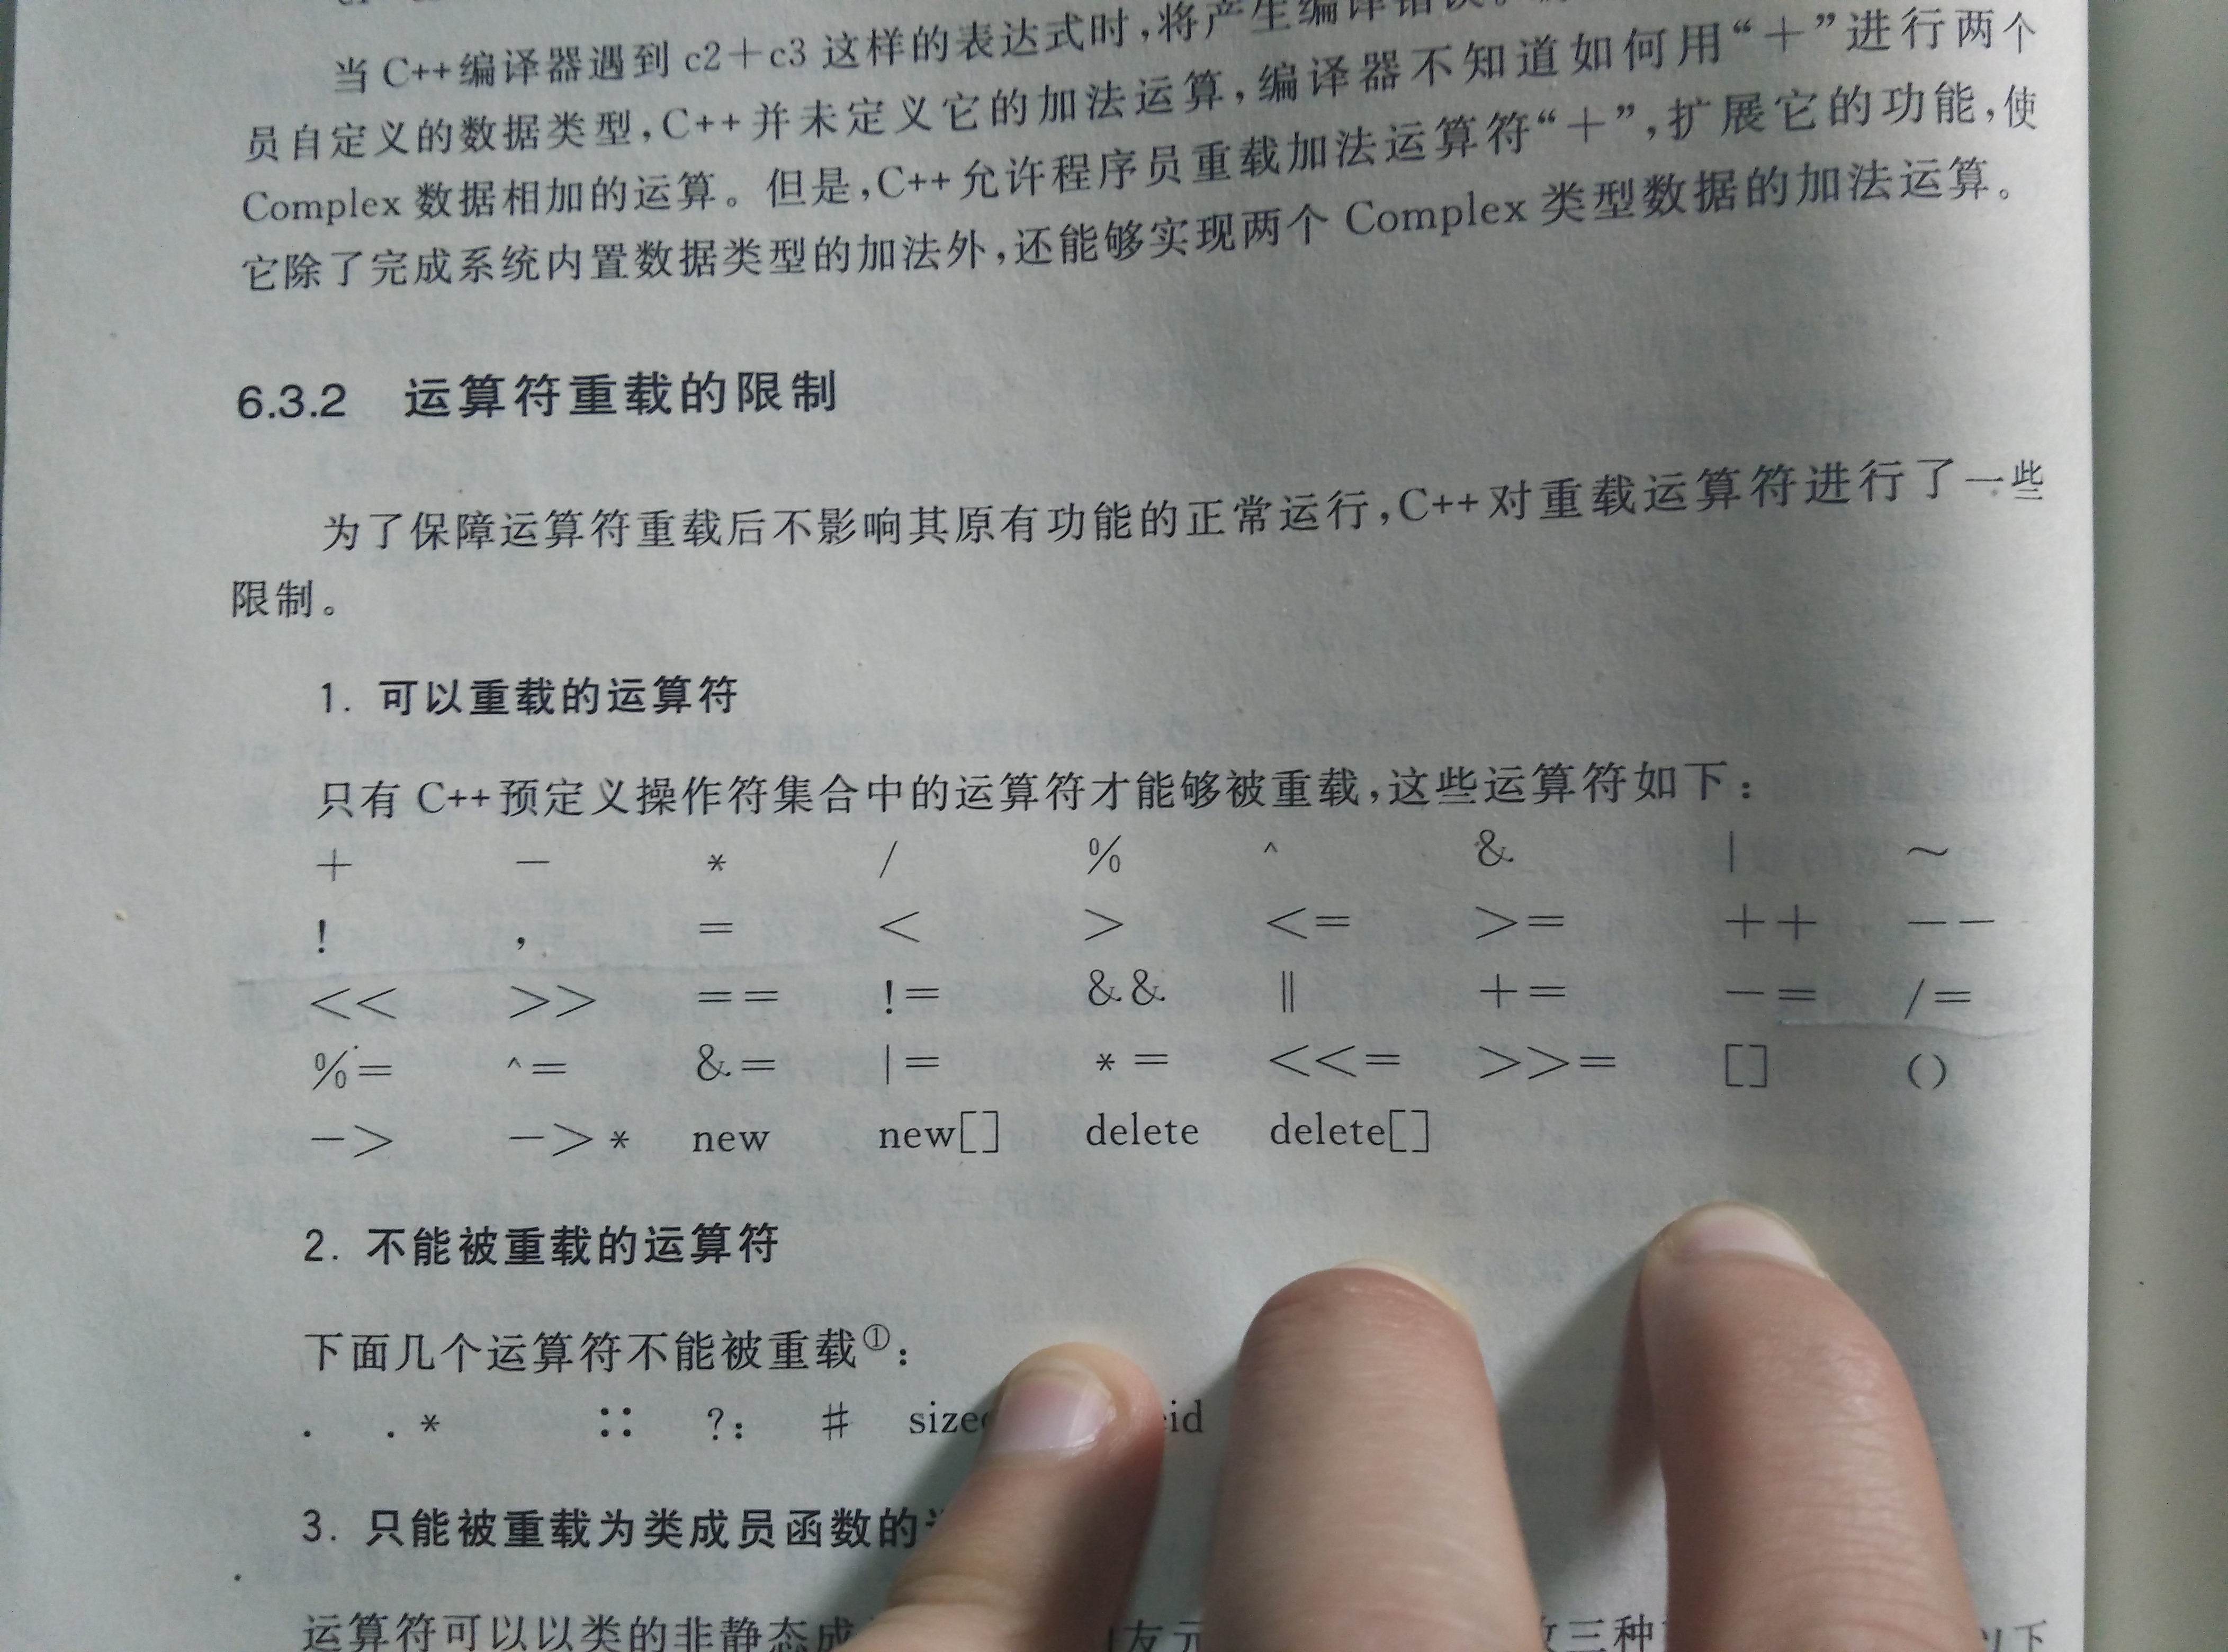 当 C++编译器遇到 c2+c3 这样的表达式时,将产生编译错误。
员自定义的数据类型,C++并未定义它的加法运算,编译器不知道如何用“+”进行两个
Complex 数据相加的运算。但是,C++允许程序员重载加法运算符“+”,扩展它的功能,使
它除了完成系统内置数据类型的加法外,还能够实现两个 Complex 类型数据的加法运算。
6.3.2 运算符重载的限制
为了保障运算符重载后不影响其原有功能的正常运行,C++对重载运算符进行了一些
限制。
1. 可以重载的运算符
只有 C++预定义操作符集合中的运算符才能够被重载,这些运算符如下:
+ - * / % ^ & | ~
! , = < > <= >= ++ --
<< >> == != && || += -= /=
%= ^= &= |= *= <<= >>= [] ()
-> ->* new new[] delete delete[]
2. 不能被重载的运算符
下面几个运算符不能被重载①:
. .* :: ?: #
3. 只能被重载为类成员函数的
运算符可以以类的非静态成 友元 三种 以下